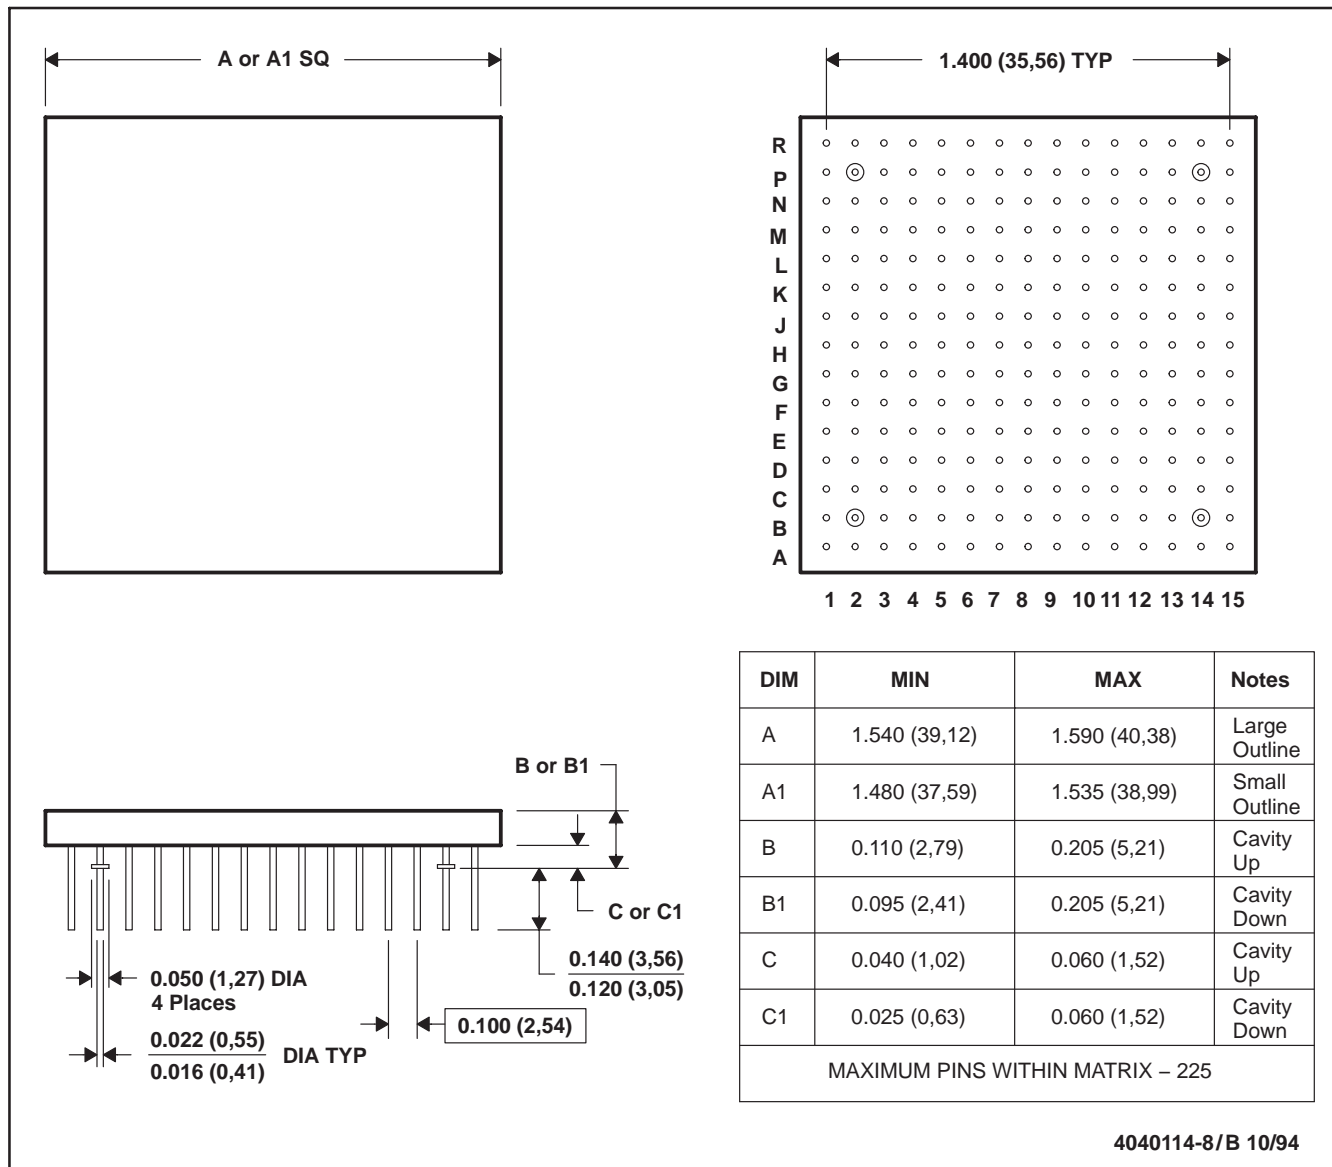 A or A1 SQ
1.400 (35,56) TYP
R
P
N
M
L
K
J
H
G
F
E
D
C
B
A
1 2 3 4 5 6 7 8 9 10 11 12 13 14 15
B or B1
C or C1
0.140 (3,56)
0.120 (3,05)
0.050 (1,27) DIA
4 Places
0.100 (2,54)
0.022 (0,55)
0.016 (0,41)
DIA TYP
DIM MIN MAX Notes
A 1.540 (39,12) 1.590 (40,38) Large Outline
A1 1.480 (37,59) 1.535 (38,99) Small Outline
B 0.110 (2,79) 0.205 (5,21) Cavity Up
B1 0.095 (2,41) 0.205 (5,21) Cavity Down
C 0.040 (1,02) 0.060 (1,52) Cavity Up
C1 0.025 (0,63) 0.060 (1,52) Cavity Down
MAXIMUM PINS WITHIN MATRIX – 225
4040114-8/B 10/94